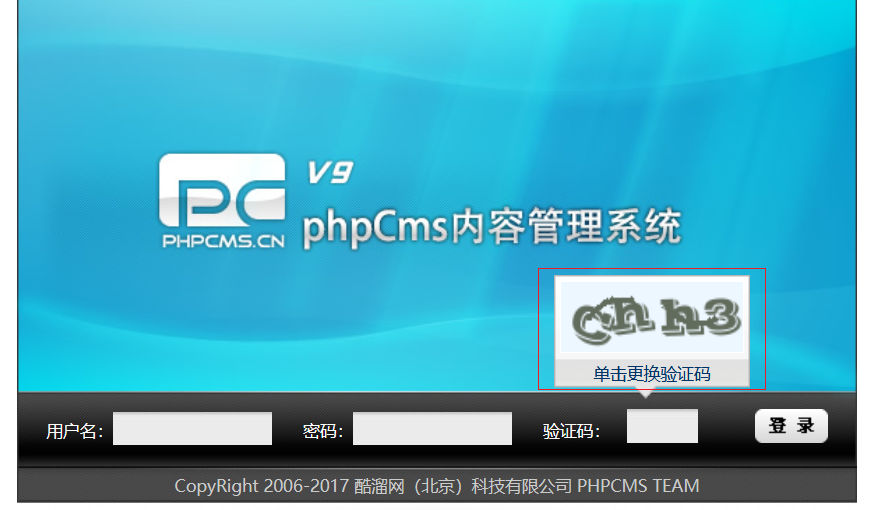 V9
PC
PHPCMS.CN
phpCms内容管理系统
单击更换验证码
用户名：
密码：
验证码：
登 录
CopyRight 2006-2017 酷溜网（北京）科技有限公司 PHPCMS TEAM